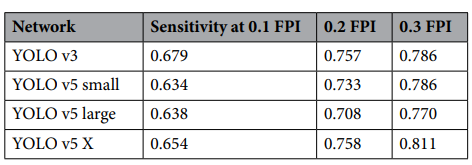 Network Sensitivity at 0.1 FPI 0.2 FPI 0.3 FPI
YOLO v3 0.679 0.757 0.786
YOLO v5 small 0.634 0.733 0.786
YOLO v5 large 0.638 0.708 0.770
YOLO v5 X 0.654 0.758 0.811